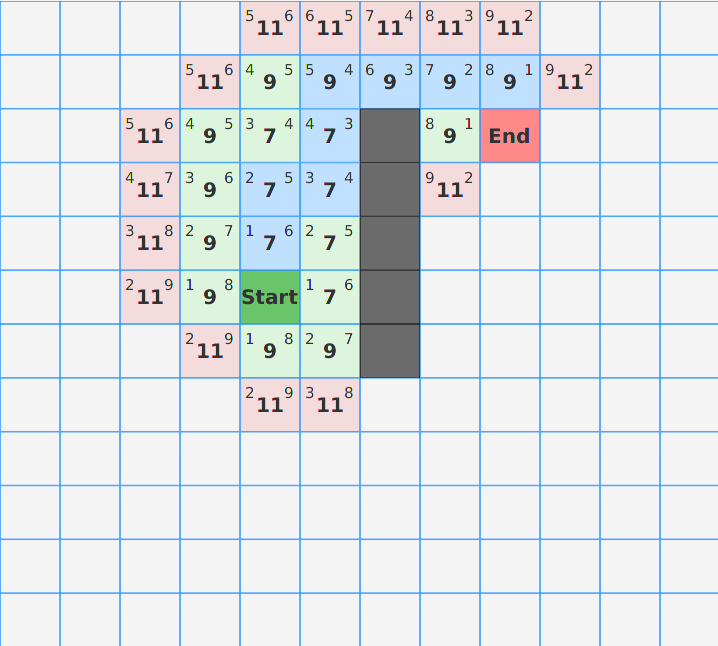 5 11 6 6 11 5 7 11 4 8 11 3 9 11 2
5 11 6 4 9 5 5 9 4 6 9 3 7 9 2 8 9 1 9 11 2
5 11 6 4 9 5 3 7 4 4 7 3 8 9 1 End
4 11 7 3 9 6 2 7 5 3 7 4 9 11 2
3 11 8 2 9 7 1 7 6 2 7 5
2 11 9 1 9 8 Start 1 7 6
2 11 9 1 9 8 2 9 7
2 11 9 3 11 8